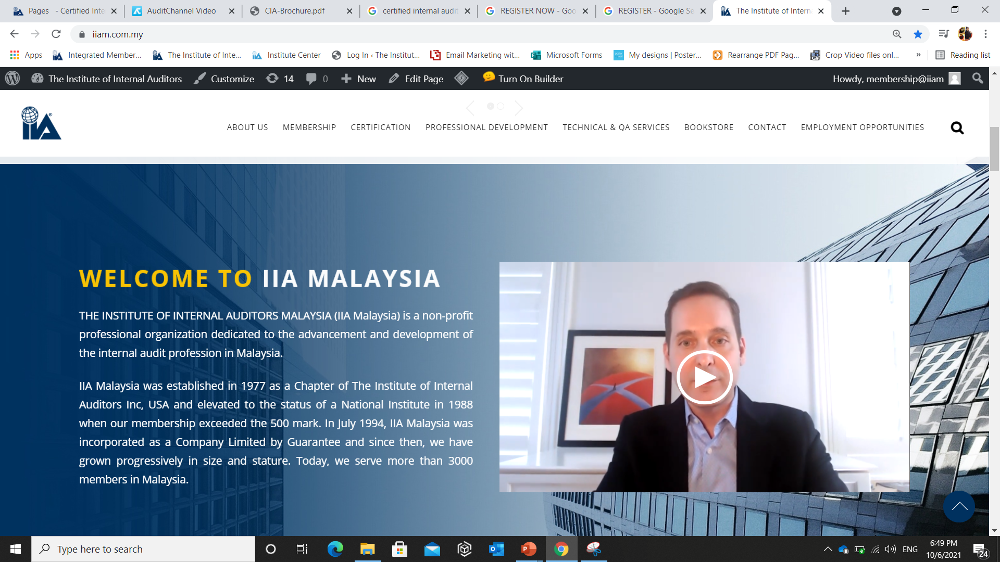 Pages - Certified Inte
AuditChannel Video
CIA-Brochure.pdf
certified internal audit
REGISTER NOW - Goo
REGISTER - Google Se
The Institute of Intern
iiam.com.my
Apps
Integrated Member...
The Institute of Inte...
Institute Center
Log In ‹ The Institut...
Email Marketing wit...
Microsoft Forms
My designs | Poster...
Rearrange PDF Pag...
Crop Video files onl...
»
Reading list
The Institute of Internal Auditors
Customize
14
0
New
Edit Page
Turn On Builder
Howdy, membership@iiam
iiA®
ABOUT US
MEMBERSHIP
CERTIFICATION
PROFESSIONAL DEVELOPMENT
TECHNICAL & QA SERVICES
BOOKSTORE
CONTACT
EMPLOYMENT OPPORTUNITIES
WELCOME TO IIA MALAYSIA
THE INSTITUTE OF INTERNAL AUDITORS MALAYSIA (IIA Malaysia) is a non-profit
professional organization dedicated to the advancement and development of
the internal audit profession in Malaysia.
IIA Malaysia was established in 1977 as a Chapter of The Institute of Internal
Auditors Inc, USA and elevated to the status of a National Institute in 1988
when our membership exceeded the 500 mark. In July 1994, IIA Malaysia was
incorporated as a Company Limited by Guarantee and since then, we have
grown progressively in size and stature. Today, we serve more than 3000
members in Malaysia.
Type here to search
ENG
6:49 PM
10/6/2021
24